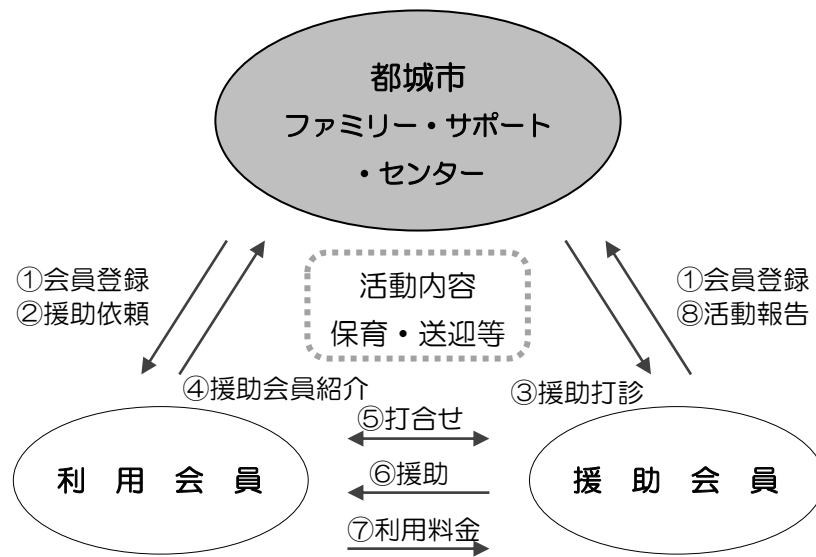 都城市
ファミリー・サポート
・センター
①会員登録
②援助依頼
活動内容
保育・送迎等
①会員登録
⑧活動報告
④援助会員紹介
③援助打診
⑤打合せ
利用会員
⑥援助
援助会員
⑦利用料金